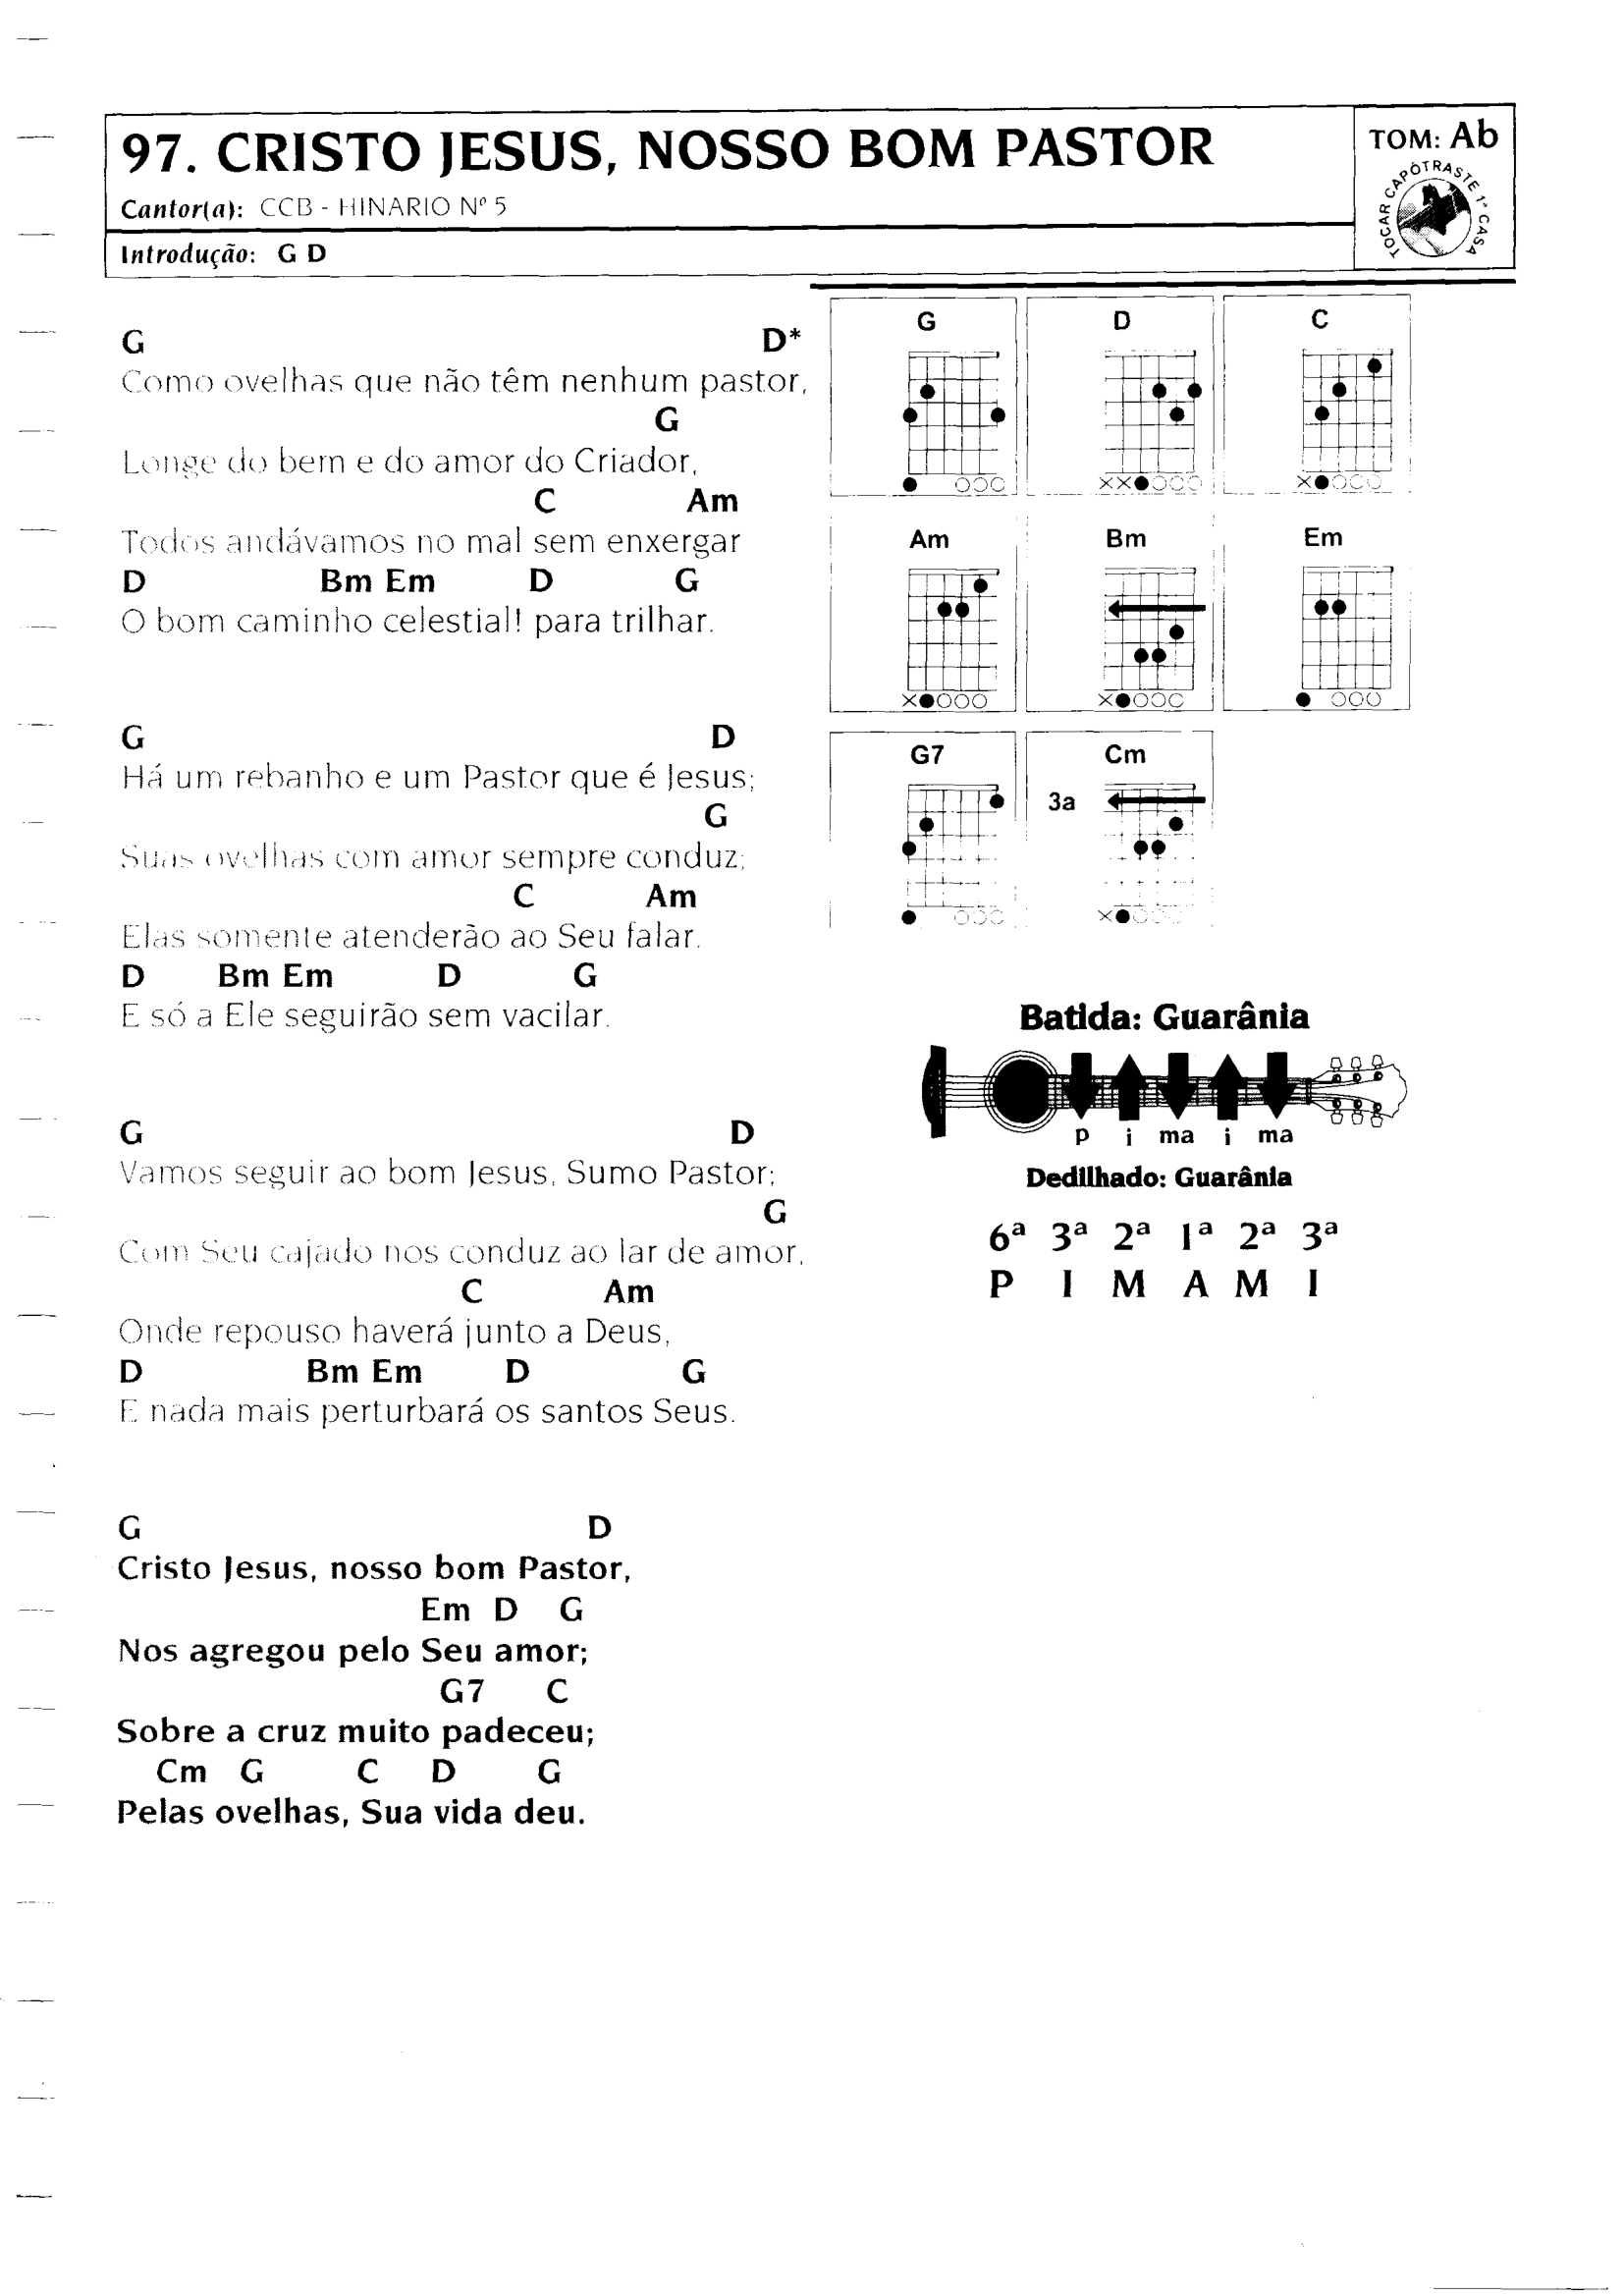 97. CRISTO JESUS, NOSSO BOM PASTOR
Cantor(a): CCB - HINARIO Nº 5
Introdução: G D
TOM: Ab
TOCAR CAPOTRASTE 1ª CASA
G D*
Como ovelhas que não têm nenhum pastor,
G
Longe do bem e do amor do Criador,
C Am
Todos andávamos no mal sem enxergar
D Bm Em D G
O bom caminho celestial! para trilhar.
G D
Há um rebanho e um Pastor que é Jesus;
G
Suas ovelhas com amor sempre conduz;
C Am
Elas somente atenderão ao Seu falar.
D Bm Em D G
E só a Ele seguirão sem vacilar.
G D
Vamos seguir ao bom Jesus, Sumo Pastor;
G
Com Seu cajado nos conduz ao lar de amor,
C Am
Onde repouso haverá junto a Deus,
D Bm Em D G
E nada mais perturbará os santos Seus.
G D
Cristo Jesus, nosso bom Pastor,
Em D G
Nos agregou pelo Seu amor;
G7 C
Sobre a cruz muito padeceu;
Cm G C D G
Pelas ovelhas, Sua vida deu.
G D C
Am Bm Em
G7 Cm
3a
Batida: Guarânia
p i ma i ma
Dedilhado: Guarânia
6ª 3ª 2ª 1ª 2ª 3ª
P I M A M I